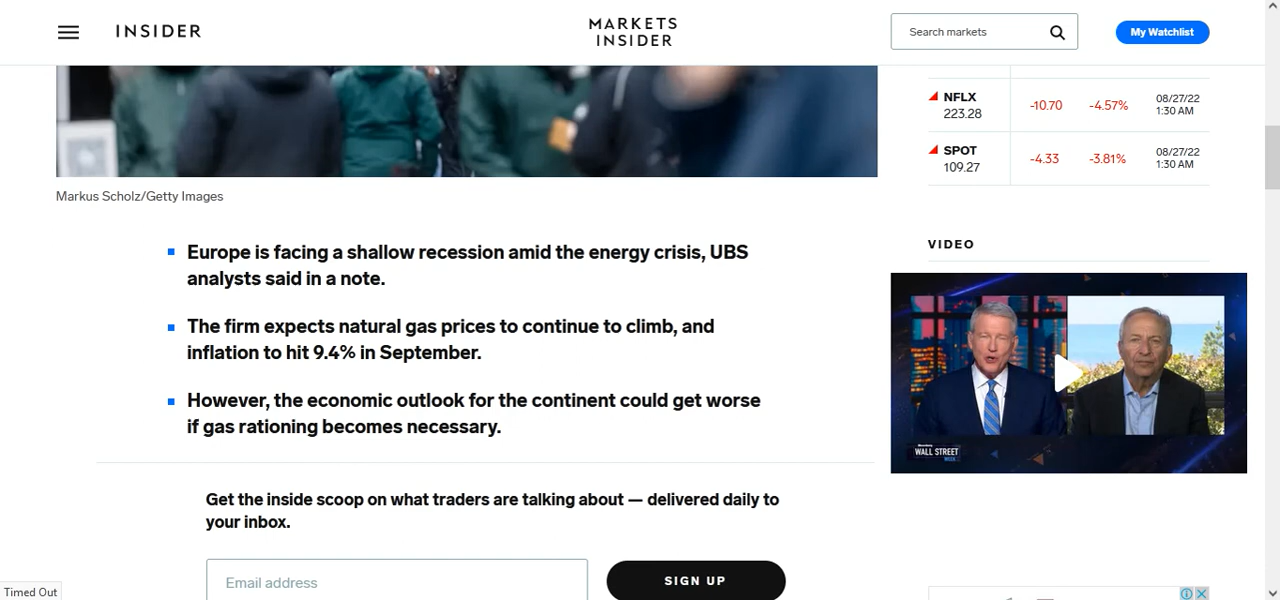 INSIDER
MARKETS
INSIDER
Search markets
My Watchlist
NFLX
223.28
-10.70
-4.57%
08/27/22
1:30 AM
SPOT
109.27
-4.33
-3.81%
08/27/22
1:30 AM
Markus Scholz/Getty Images
Europe is facing a shallow recession amid the energy crisis, UBS
analysts said in a note.
The firm expects natural gas prices to continue to climb, and
inflation to hit 9.4% in September.
However, the economic outlook for the continent could get worse
if gas rationing becomes necessary.
VIDEO
WALL STREET
WEEK
Get the inside scoop on what traders are talking about — delivered daily to
your inbox.
Email address
SIGN UP
Timed Out